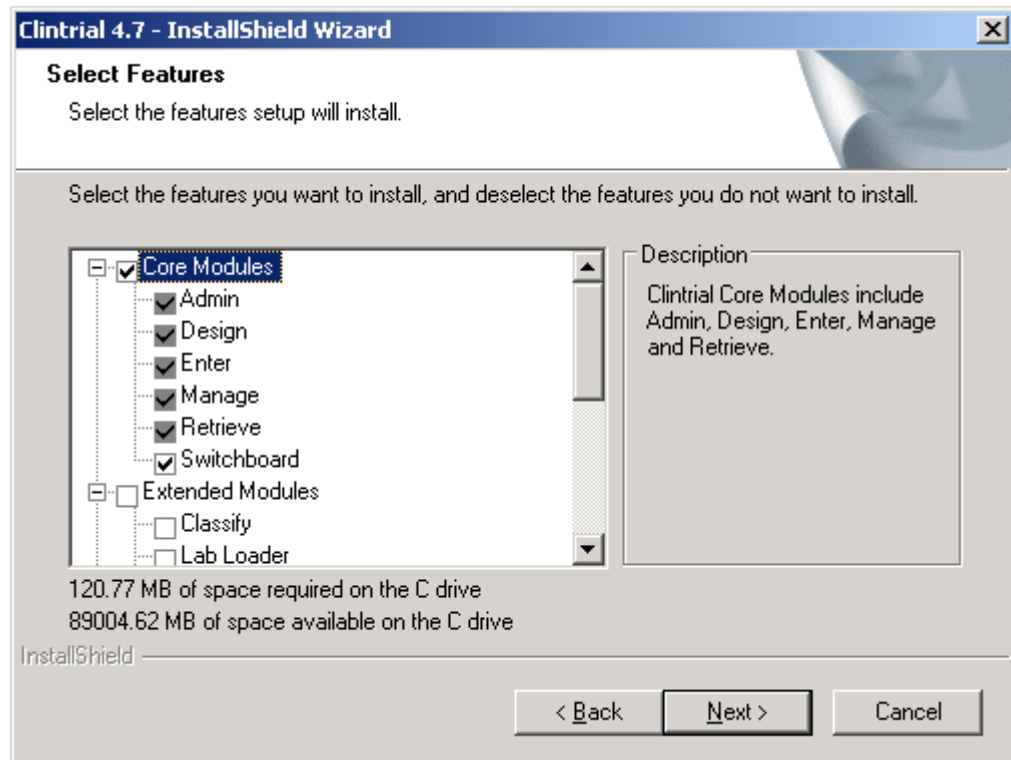 Clintrial 4.7 - InstallShield Wizard
Select Features
Select the features setup will install.
Select the features you want to install, and deselect the features you do not want to install.
Core Modules
Admin
Design
Enter
Manage
Retrieve
Switchboard
Extended Modules
Classify
Lab Loader
Description
Clintrial Core Modules include
Admin, Design, Enter, Manage
and Retrieve.
120.77 MB of space required on the C drive
89004.62 MB of space available on the C drive
InstallShield
< Back
Next >
Cancel